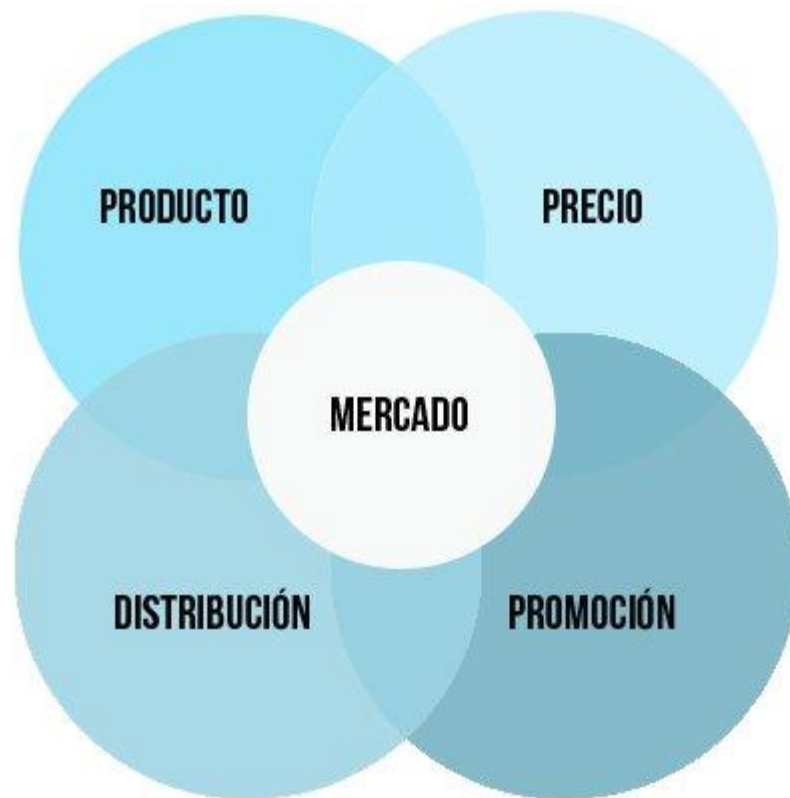 PRODUCTO
PRECIO
MERCADO
DISTRIBUCIÓN
PROMOCIÓN